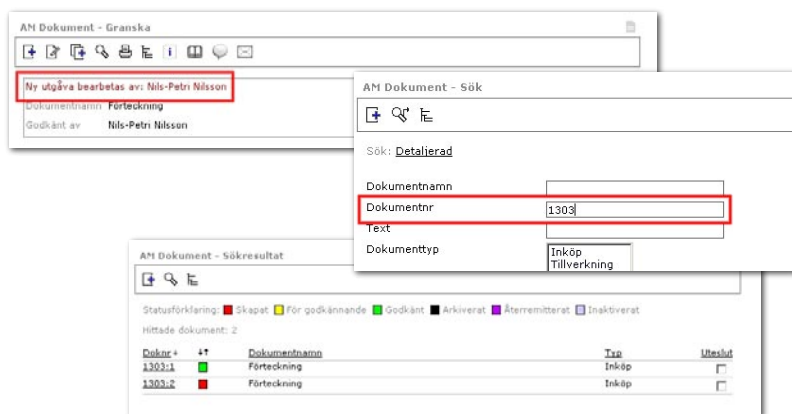 AM Dokument - Granska
Ny utgåva bearbetas av: Nils-Petri Nilsson
Dokumentnamn Förteckning
Godkänt av Nils-Petri Nilsson
AM Dokument - Sök
Sök: Detaljerad
Dokumentnamn
Dokumentnr 1303
Text
Dokumenttyp Inköp
Tillverkning
AM Dokument - Sökresultat
Statusförklaring: Skapat För godkännande Godkänt Arkiverat Återremitterat Inaktiverat
Hittade dokument: 2
Doknr Dokumentnamn Typ Uteslut
1303:1 Förteckning Inköp
1303:2 Förteckning Inköp